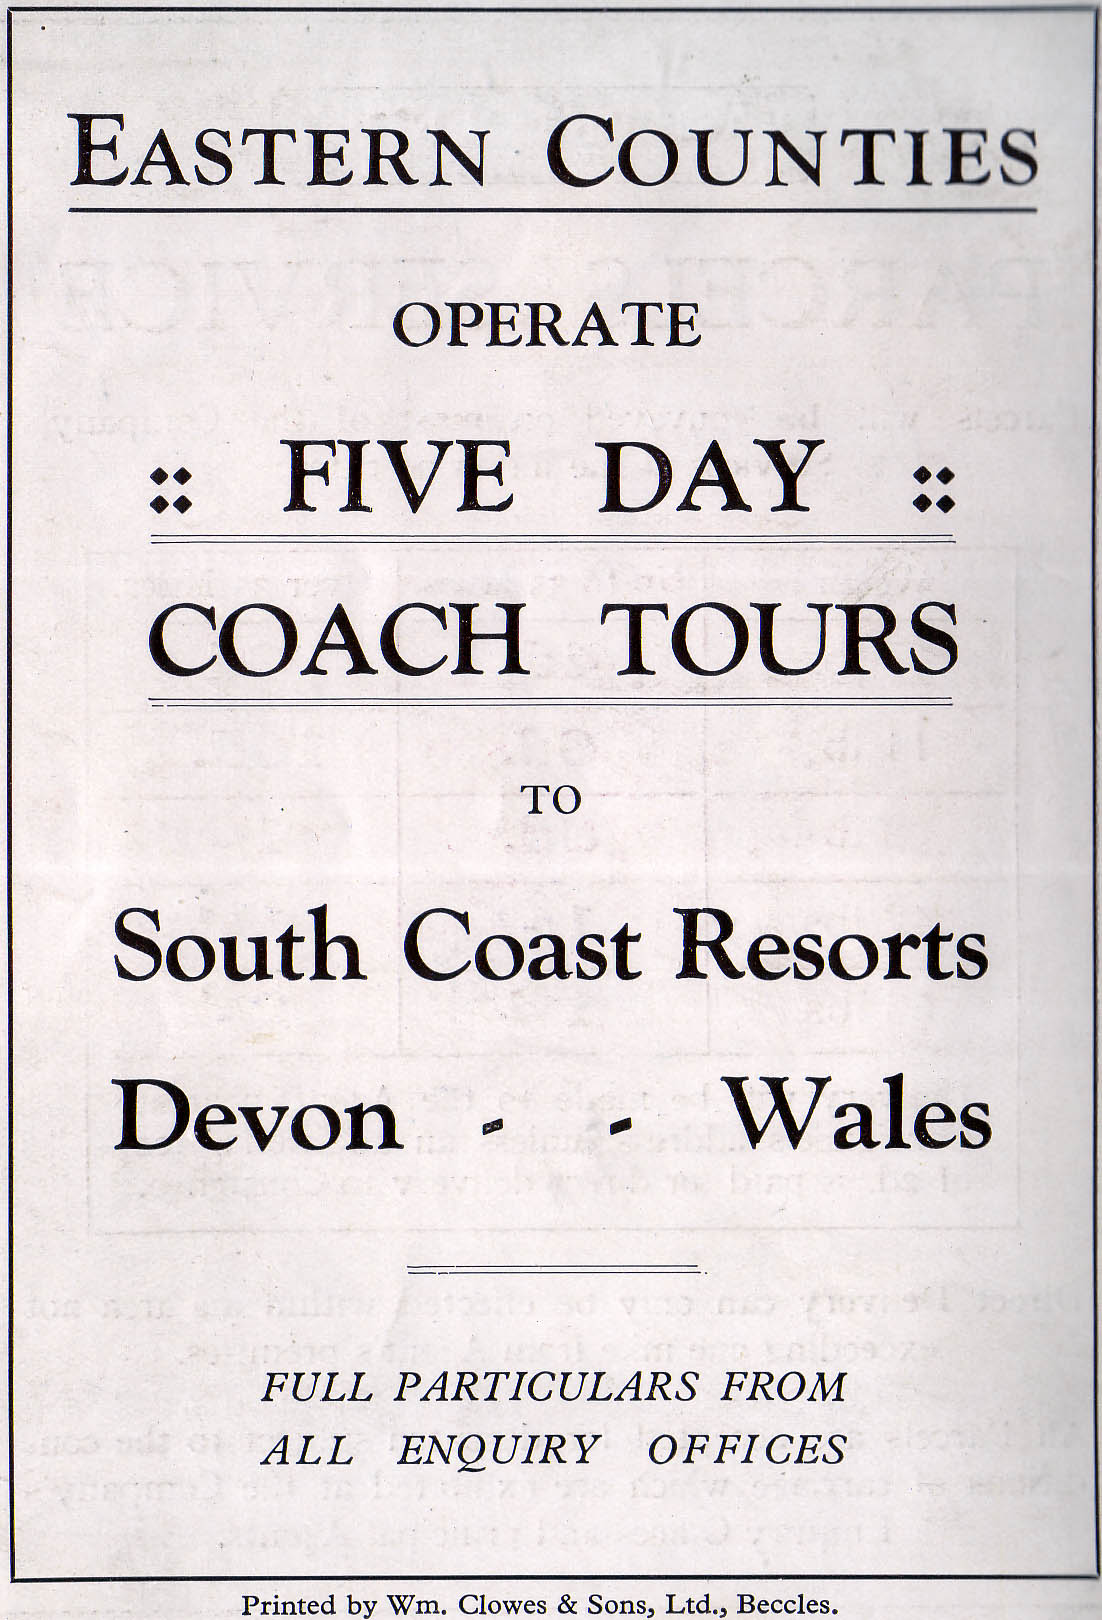 EASTERN COUNTIES
OPERATE
FIVE DAY
COACH TOURS
TO
South Coast Resorts
Devon - - Wales
FULL PARTICULARS FROM
ALL ENQUIRY OFFICES
Printed by Wm. Clowes & Sons, Ltd., Beccles.